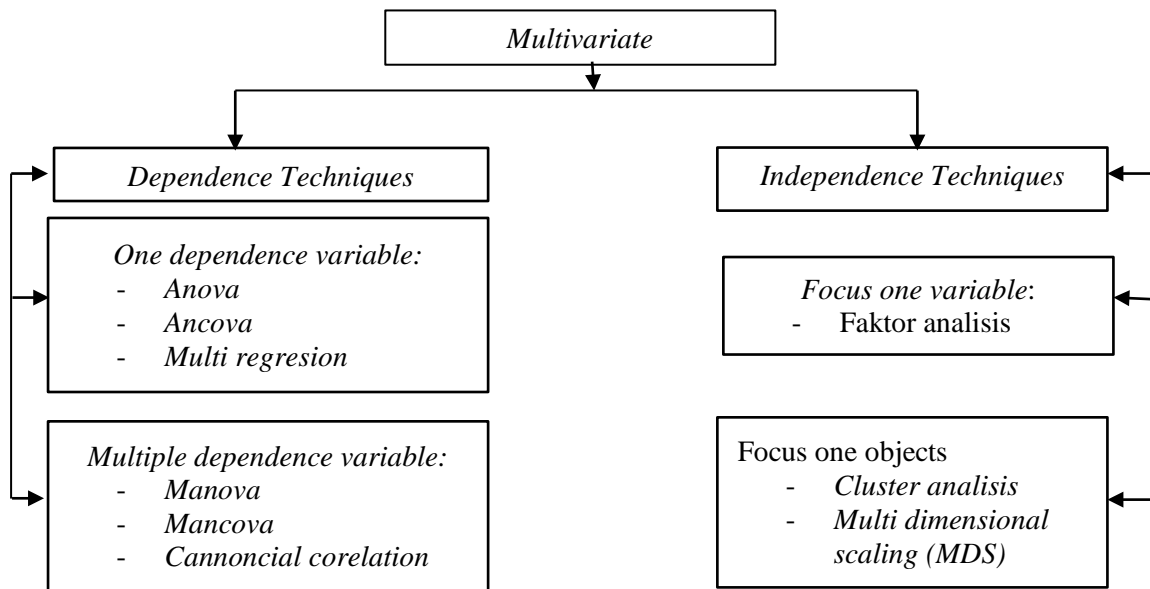 Multivariate
Dependence Techniques
One dependence variable:
- Anova
- Ancova
- Multi regresion
Multiple dependence variable:
- Manova
- Mancova
- Cannoncial corelation
Independence Techniques
Focus one variable:
- Faktor analisis
Focus one objects
- Cluster analisis
- Multi dimensional
scaling (MDS)